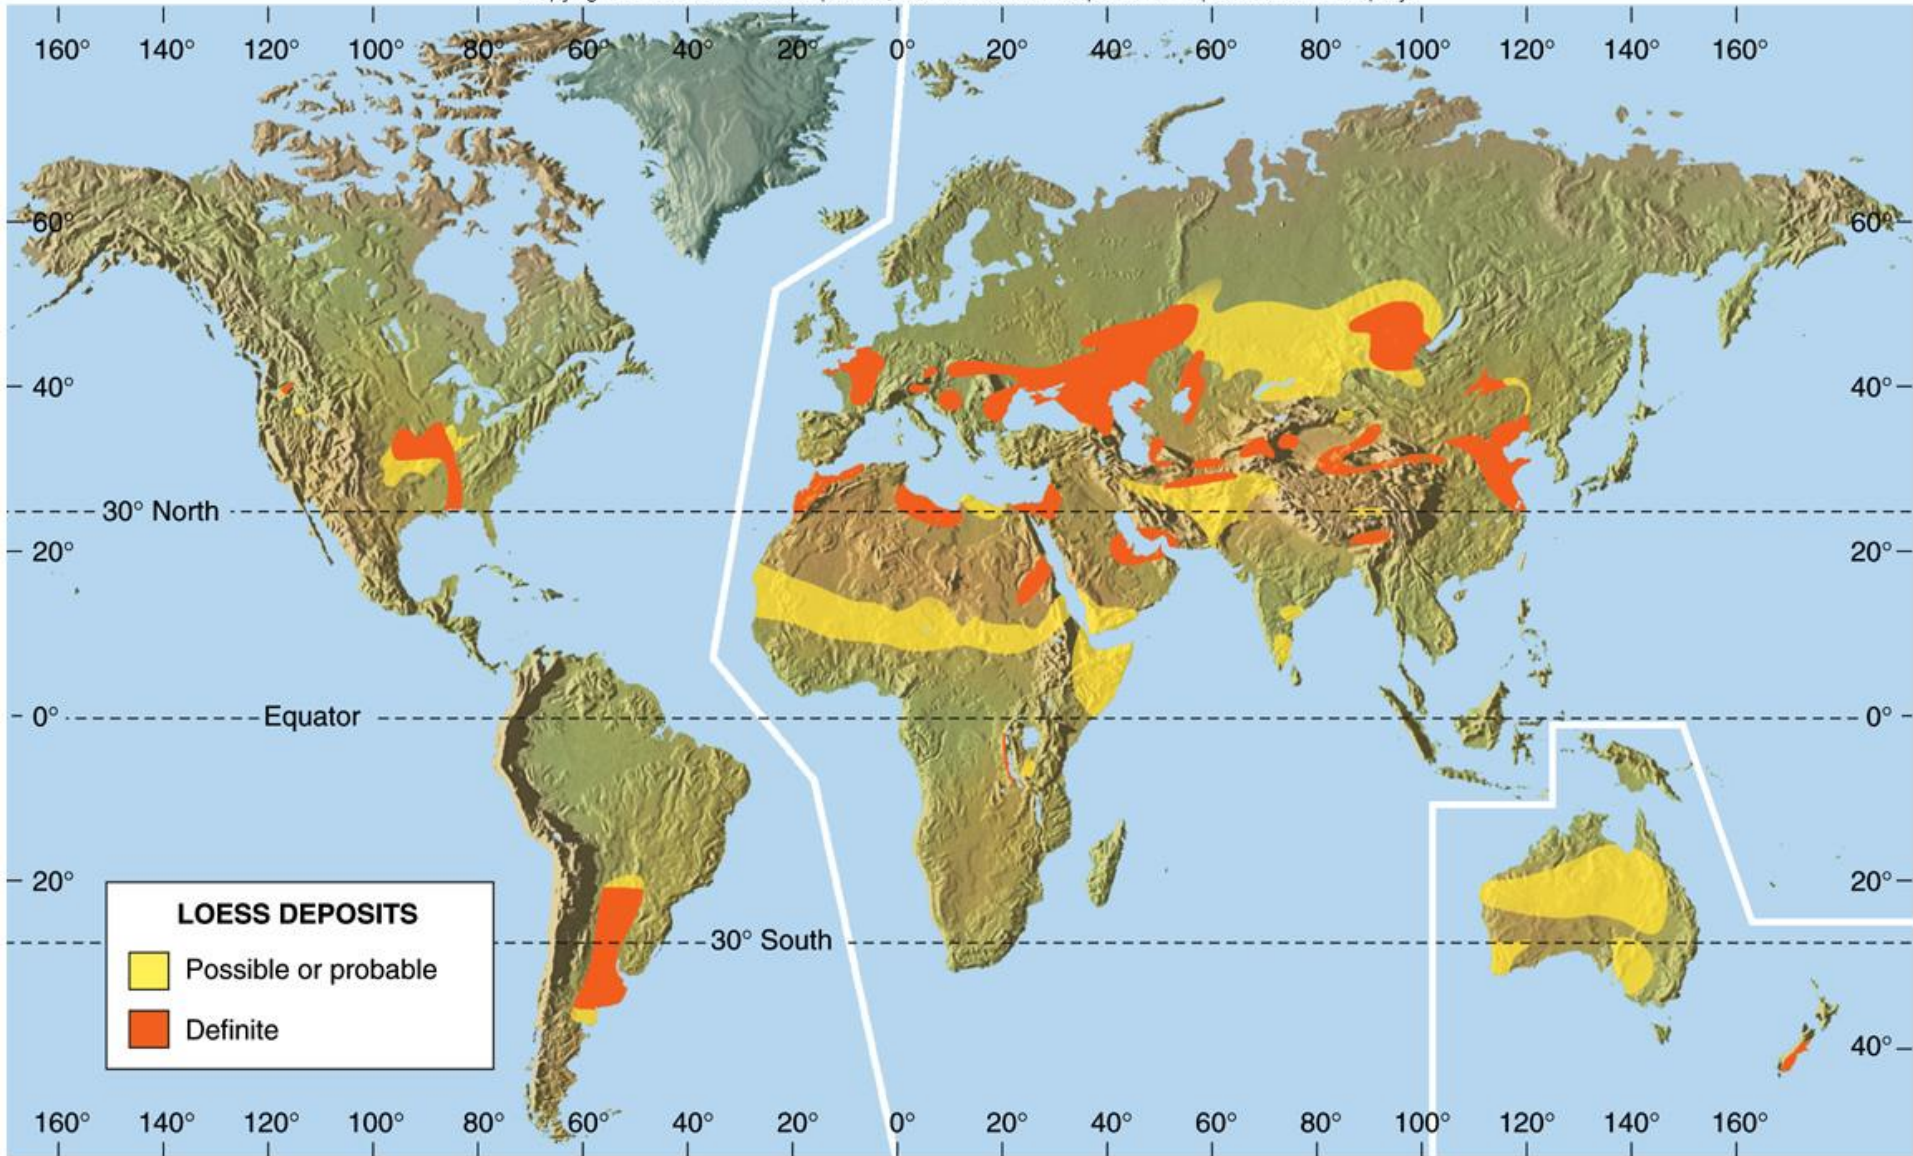 160° 140° 120° 100° 80° 60° 40° 20° 0° 20° 40° 60° 80° 100° 120° 140° 160°
60° 60°
40° 40°
30° North
20° 20°
0° Equator 0°
20° 20°
LOESS DEPOSITS
30° South
Possible or probable
Definite
40°
160° 140° 120° 100° 80° 60° 40° 20° 0° 20° 40° 60° 80° 100° 120° 140° 160°